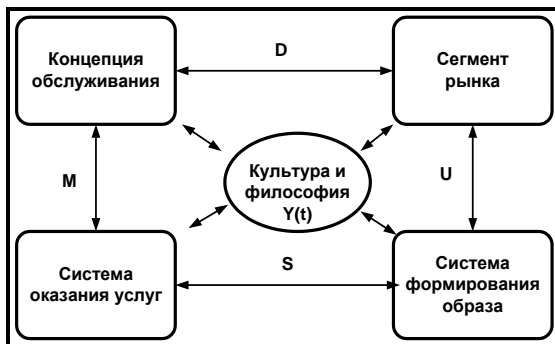 Концепция
обслуживания
D
Сегмент
рынка
M
Культура и
философия
Y(t)
U
Система
оказания услуг
S
Система
формирования
образа